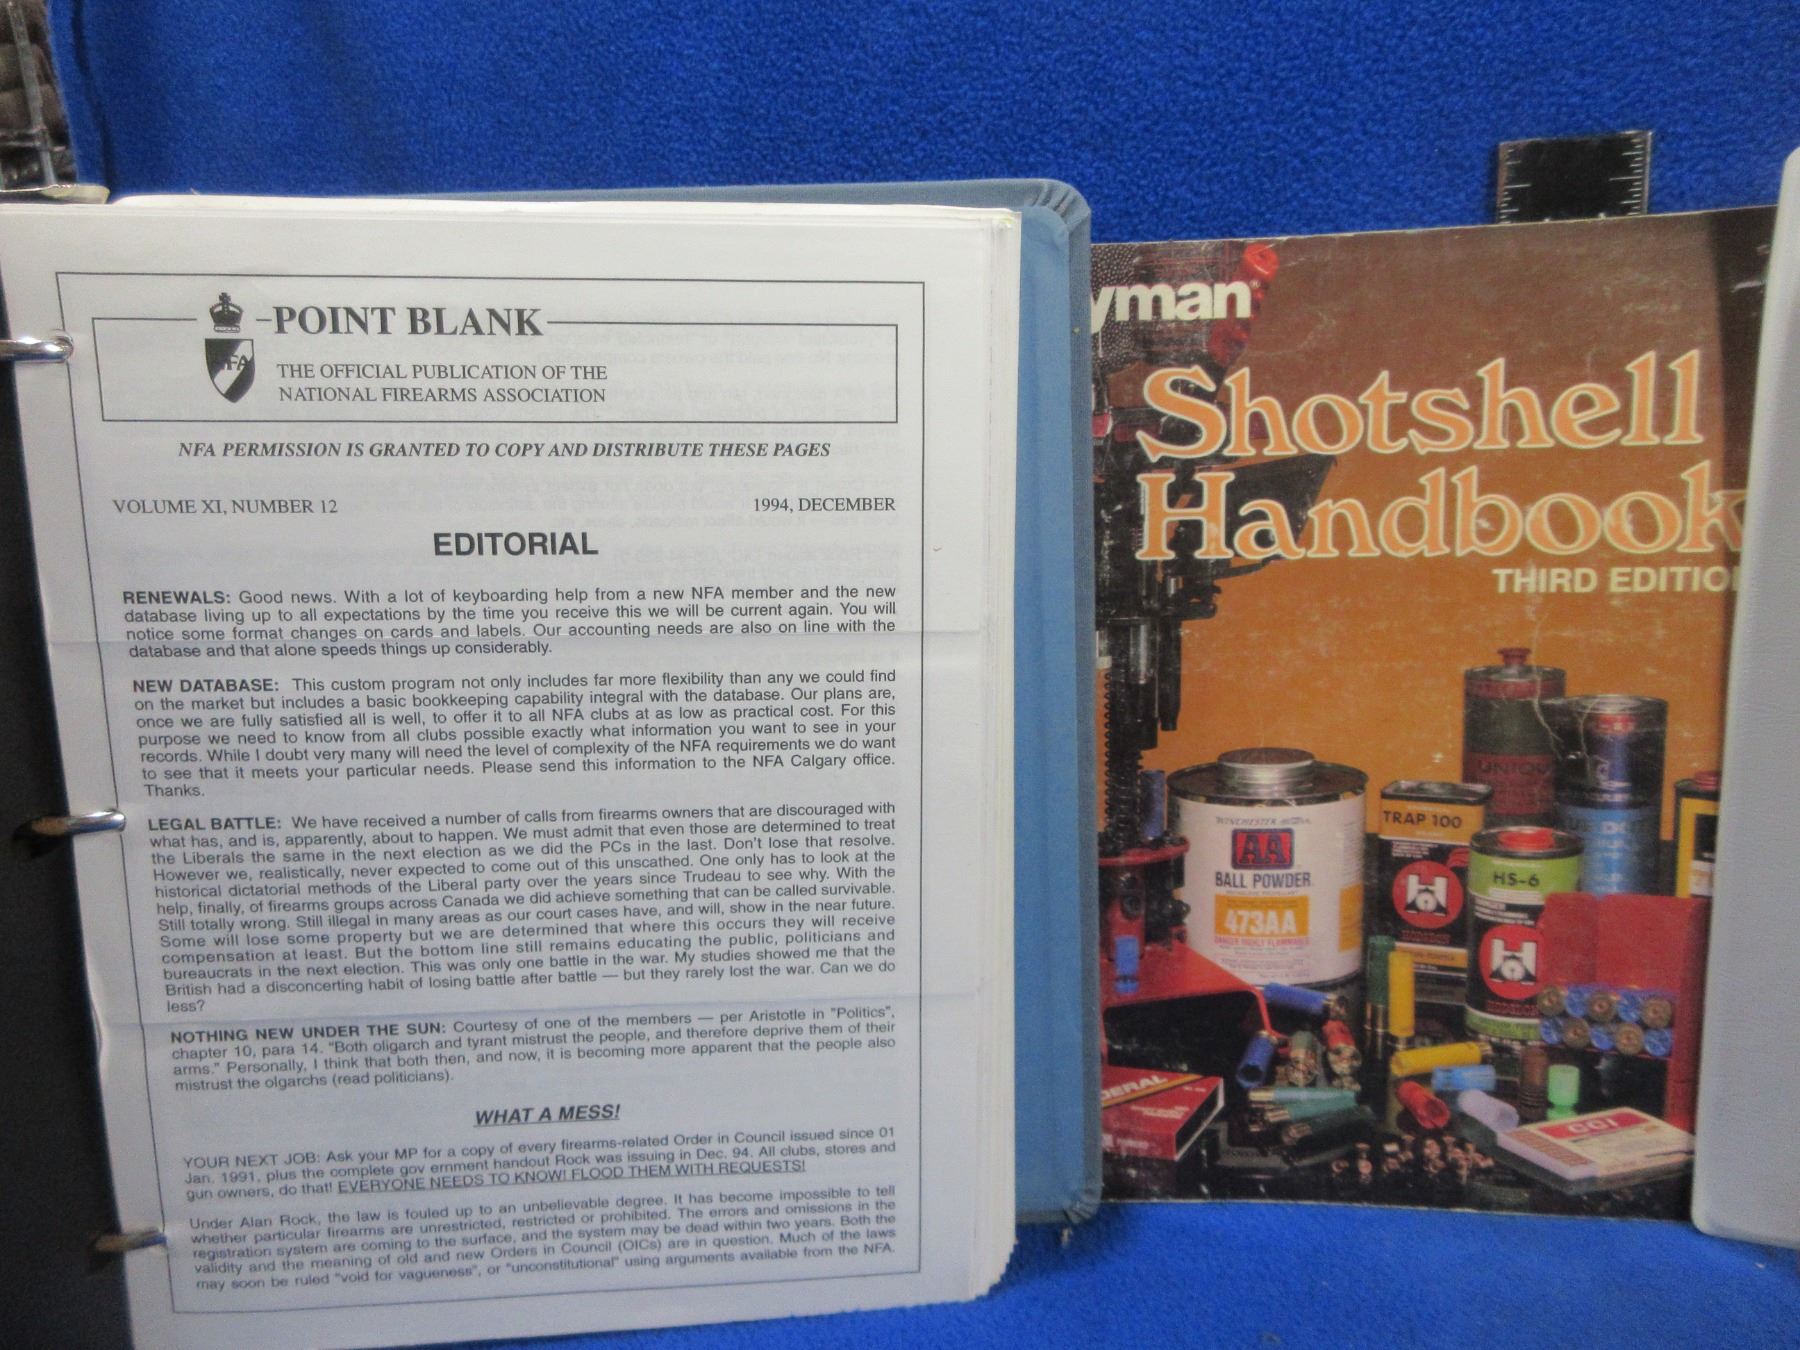 POINT BLANK
NFA
THE OFFICIAL PUBLICATION OF THE
NATIONAL FIREARMS ASSOCIATION
NFA PERMISSION IS GRANTED TO COPY AND DISTRIBUTE THESE PAGES
VOLUME XI, NUMBER 12
1994, DECEMBER
EDITORIAL
RENEWALS: Good news. With a lot of keyboarding help from a new NFA member and the new
database living up to all expectations by the time you receive this we will be current again. You will
notice some format changes on cards and labels. Our accounting needs are also on line with the
database and that alone speeds things up considerably.
NEW DATABASE: This custom program not only includes far more flexibility than any we could find
on the market but includes a basic bookkeeping capability integral with the database. Our plans are,
once we are fully satisfied all is well, to offer it to all NFA clubs at as low as practical cost. For this
purpose we need to know from all clubs possible exactly what information you want to see in your
records. While I doubt very many will need the level of complexity of the NFA requirements we do want
to see that it meets your particular needs. Please send this information to the NFA Calgary office.
Thanks.
LEGAL BATTLE: We have received a number of calls from firearms owners that are discouraged with
what has, and is, apparently, about to happen. We must admit that even those are determined to treat
the Liberals the same in the next election as we did the PCs in the last. Don't lose that resolve.
However we, realistically, never expected to come out of this unscathed. One only has to look at the
historical dictatorial methods of the Liberal party over the years since Trudeau to see why. With the
help, finally, of firearms groups across Canada we did achieve something that can be called survivable.
Still totally wrong. Still illegal in many areas as our court cases have, and will, show in the near future.
Some will lose some property but we are determined that where this occurs they will receive
compensation at least. But the bottom line still remains educating the public, politicians and
bureaucrats in the next election. This was only one battle in the war. My studies showed me that the
British had a disconcerting habit of losing battle after battle — but they rarely lost the war. Can we do
less?
NOTHING NEW UNDER THE SUN: Courtesy of one of the members — per Aristotle in "Politics",
chapter 10, para 14. "Both oligarch and tyrant mistrust the people, and therefore deprive them of their
arms." Personally, I think that both then, and now, it is becoming more apparent that the people also
mistrust the olgarchs (read politicians).
WHAT A MESS!
YOUR NEXT JOB: Ask your MP for a copy of every firearms-related Order in Council issued since 01
Jan. 1991, plus the complete gov ernment handout Rock was issuing in Dec. 94. All clubs, stores and
gun owners, do that! EVERYONE NEEDS TO KNOW! FLOOD THEM WITH REQUESTS!
Under Alan Rock, the law is fouled up to an unbelievable degree. It has become impossible to tell
whether particular firearms are unrestricted, restricted or prohibited. The errors and omissions in the
registration system are coming to the surface, and the system may be dead within two years. Both the
validity and the meaning of old and new Orders in Council (OICs) are in question. Much of the laws
may soon be ruled "void for vagueness", or "unconstitutional" using arguments available from the NFA.
yman®
Shotshell
Handbook
THIRD EDITION
UNIQUE
AA
BALL POWDER
473AA
TRAP 100
H
HS-6
H
DERAL
CCI